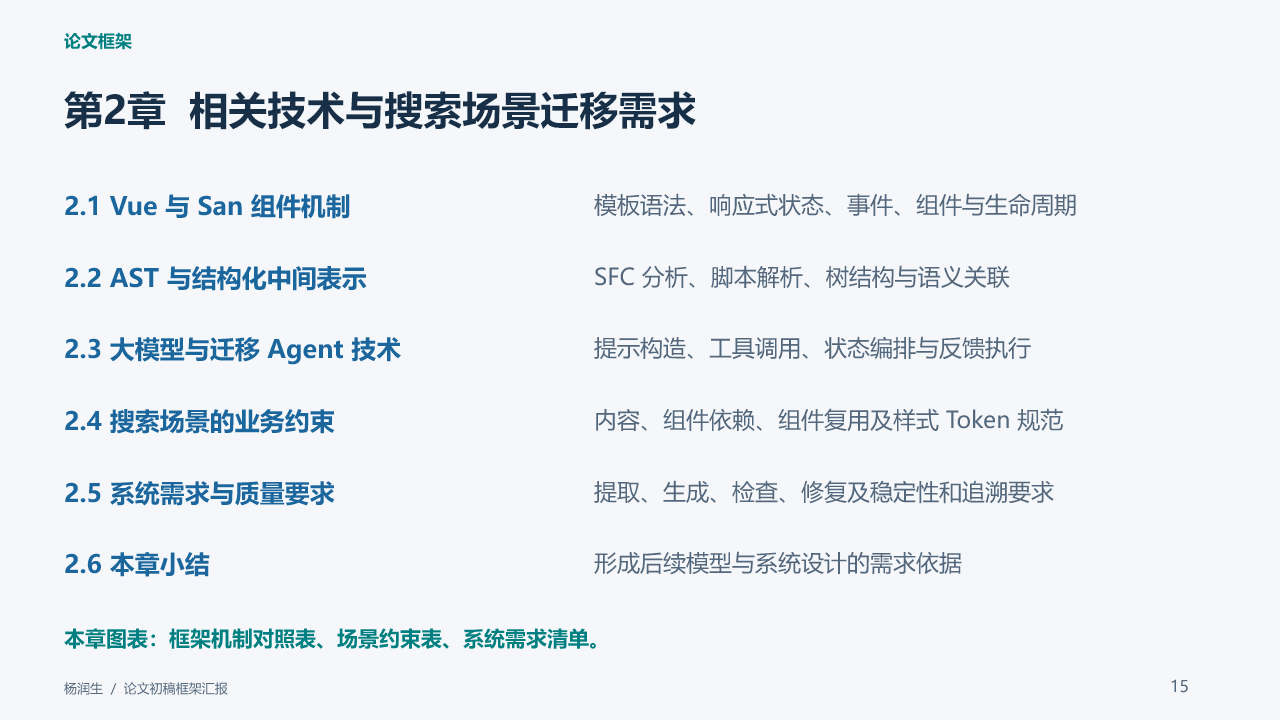 论文框架
第2章 相关技术与搜索场景迁移需求
2.1 Vue 与 San 组件机制
模板语法、响应式状态、事件、组件与生命周期
2.2 AST 与结构化中间表示
SFC 分析、脚本解析、树结构与语义关联
2.3 大模型与迁移 Agent 技术
提示构造、工具调用、状态编排与反馈执行
2.4 搜索场景的业务约束
内容、组件依赖、组件复用及样式 Token 规范
2.5 系统需求与质量要求
提取、生成、检查、修复及稳定性和追溯要求
2.6 本章小结
形成后续模型与系统设计的需求依据
本章图表：框架机制对照表、场景约束表、系统需求清单。
杨润生 / 论文初稿框架汇报
15